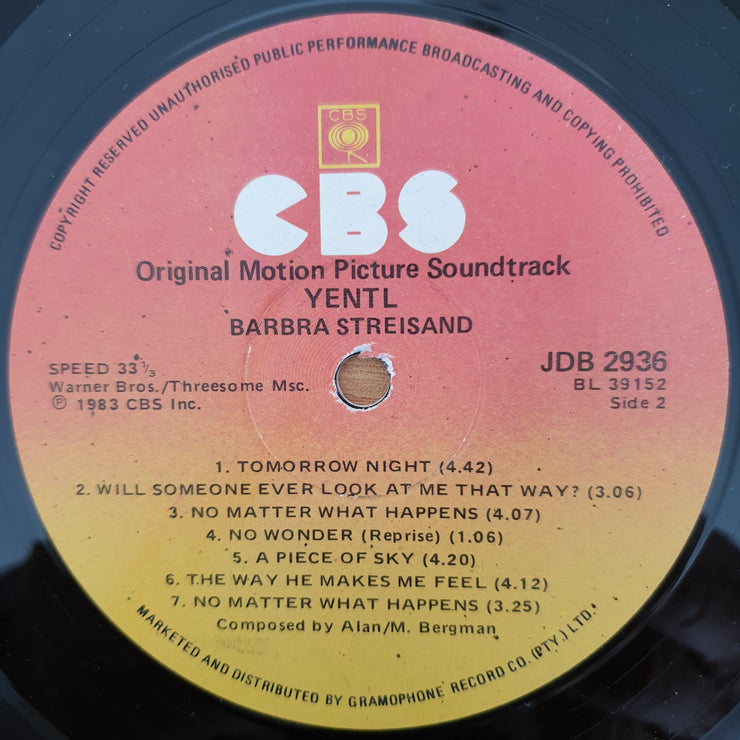 COPYRIGHT RESERVED UNAUTHORISED PUBLIC PERFORMANCE BROADCASTING AND COPYING PROHIBITED
CBS
CBS
Original Motion Picture Soundtrack
YENTL
BARBRA STREISAND
SPEED 33 1/3
Warner Bros./Threesome Msc.
℗ 1983 CBS Inc.
JDB 2936
BL 39152
Side 2
1. TOMORROW NIGHT (4.42)
2. WILL SOMEONE EVER LOOK AT ME THAT WAY? (3.06)
3. NO MATTER WHAT HAPPENS (4.07)
4. NO WONDER (Reprise) (1.06)
5. A PIECE OF SKY (4.20)
6. THE WAY HE MAKES ME FEEL (4.12)
7. NO MATTER WHAT HAPPENS (3.25)
Composed by Alan/M. Bergman
MARKETED AND DISTRIBUTED BY GRAMOPHONE RECORD CO. (PTY.) LTD.